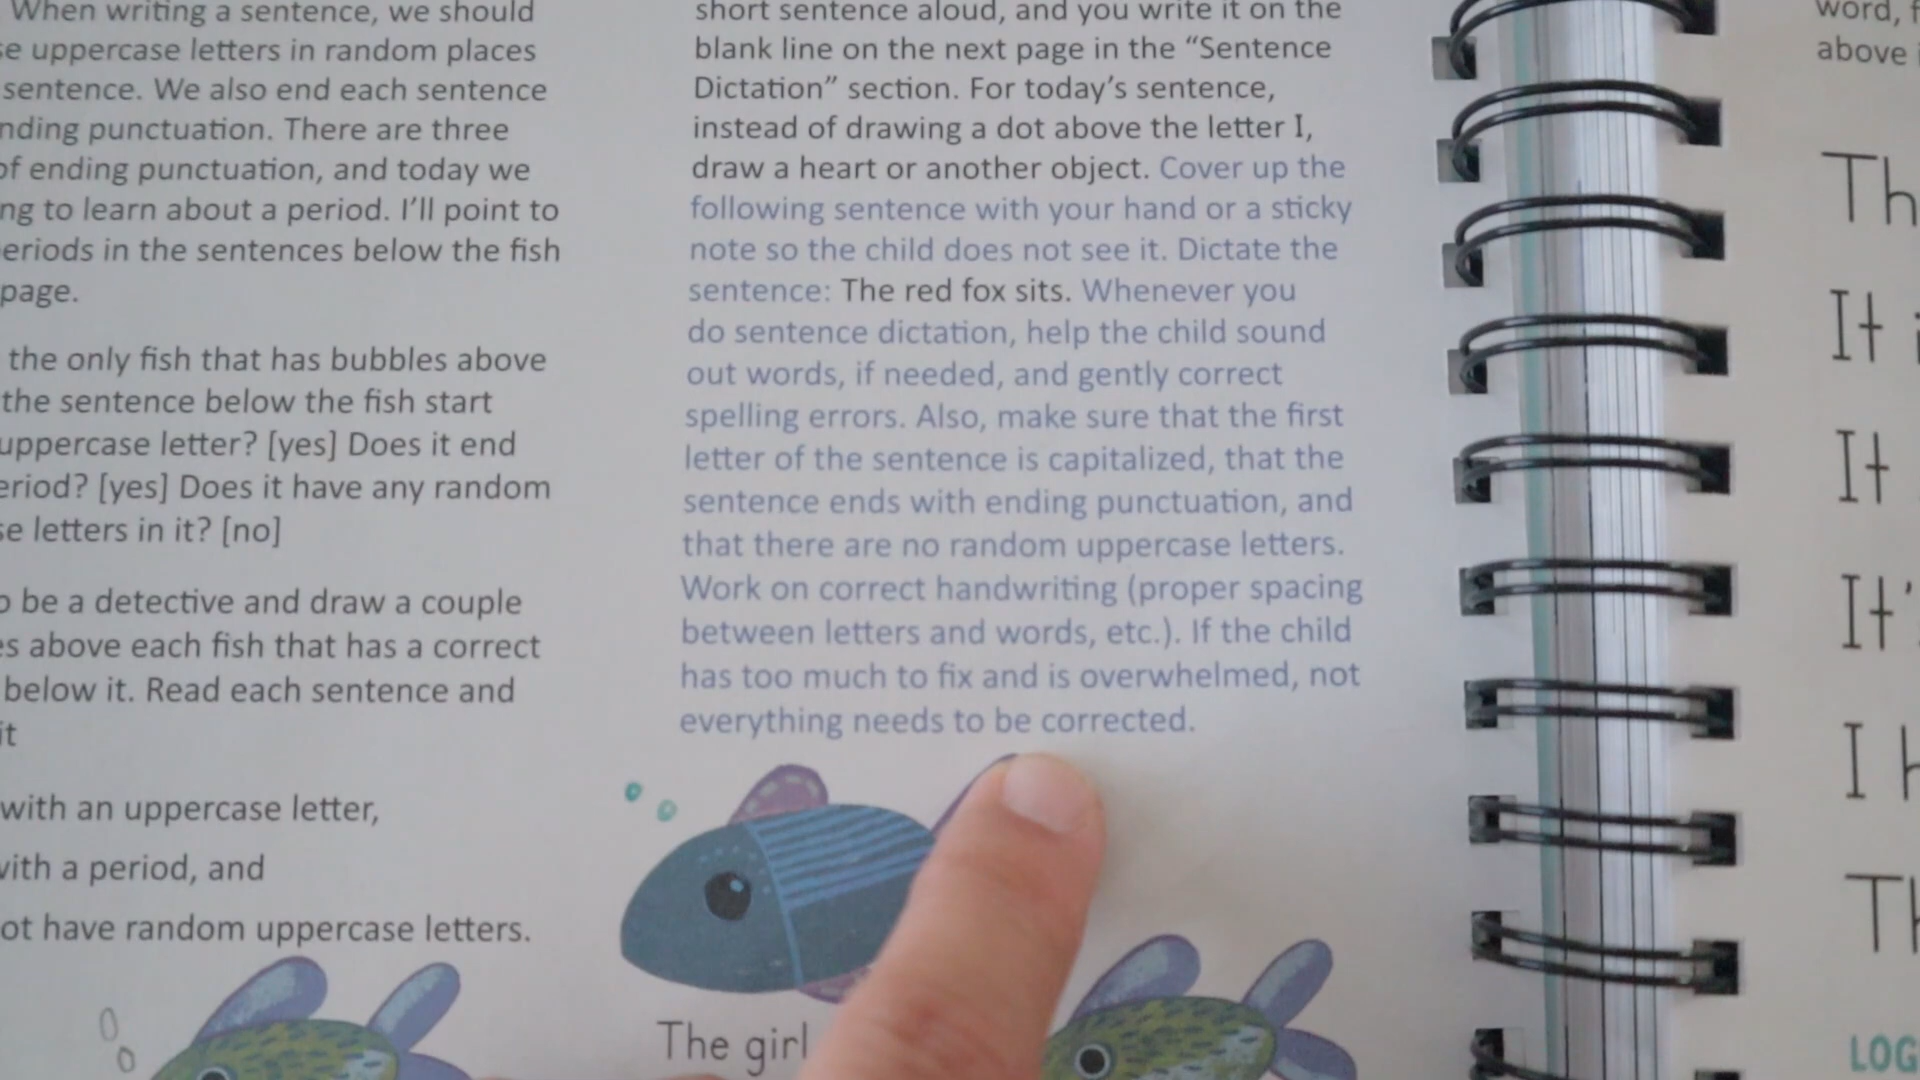 When writing a sentence, we should
uppercase letters in random places
sentence. We also end each sentence
punctuation. There are three
of ending punctuation, and today we
to learn about a period. I'll point to
in the sentences below the fish
page.
the only fish that has bubbles above
the sentence below the fish start
uppercase letter? [yes] Does it end
[yes] Does it have any random
letters in it? [no]
be a detective and draw a couple
above each fish that has a correct
below it. Read each sentence and
it
with an uppercase letter,
with a period, and
have random uppercase letters.
short sentence aloud, and you write it on the
blank line on the next page in the “Sentence
Dictation” section. For today's sentence,
instead of drawing a dot above the letter I,
draw a heart or another object. Cover up the
following sentence with your hand or a sticky
note so the child does not see it. Dictate the
sentence: The red fox sits. Whenever you
do sentence dictation, help the child sound
out words, if needed, and gently correct
spelling errors. Also, make sure that the first
letter of the sentence is capitalized, that the
sentence ends with ending punctuation, and
that there are no random uppercase letters.
Work on correct handwriting (proper spacing
between letters and words, etc.). If the child
has too much to fix and is overwhelmed, not
everything needs to be corrected.
The girl
word,
above
It
It
It'
I